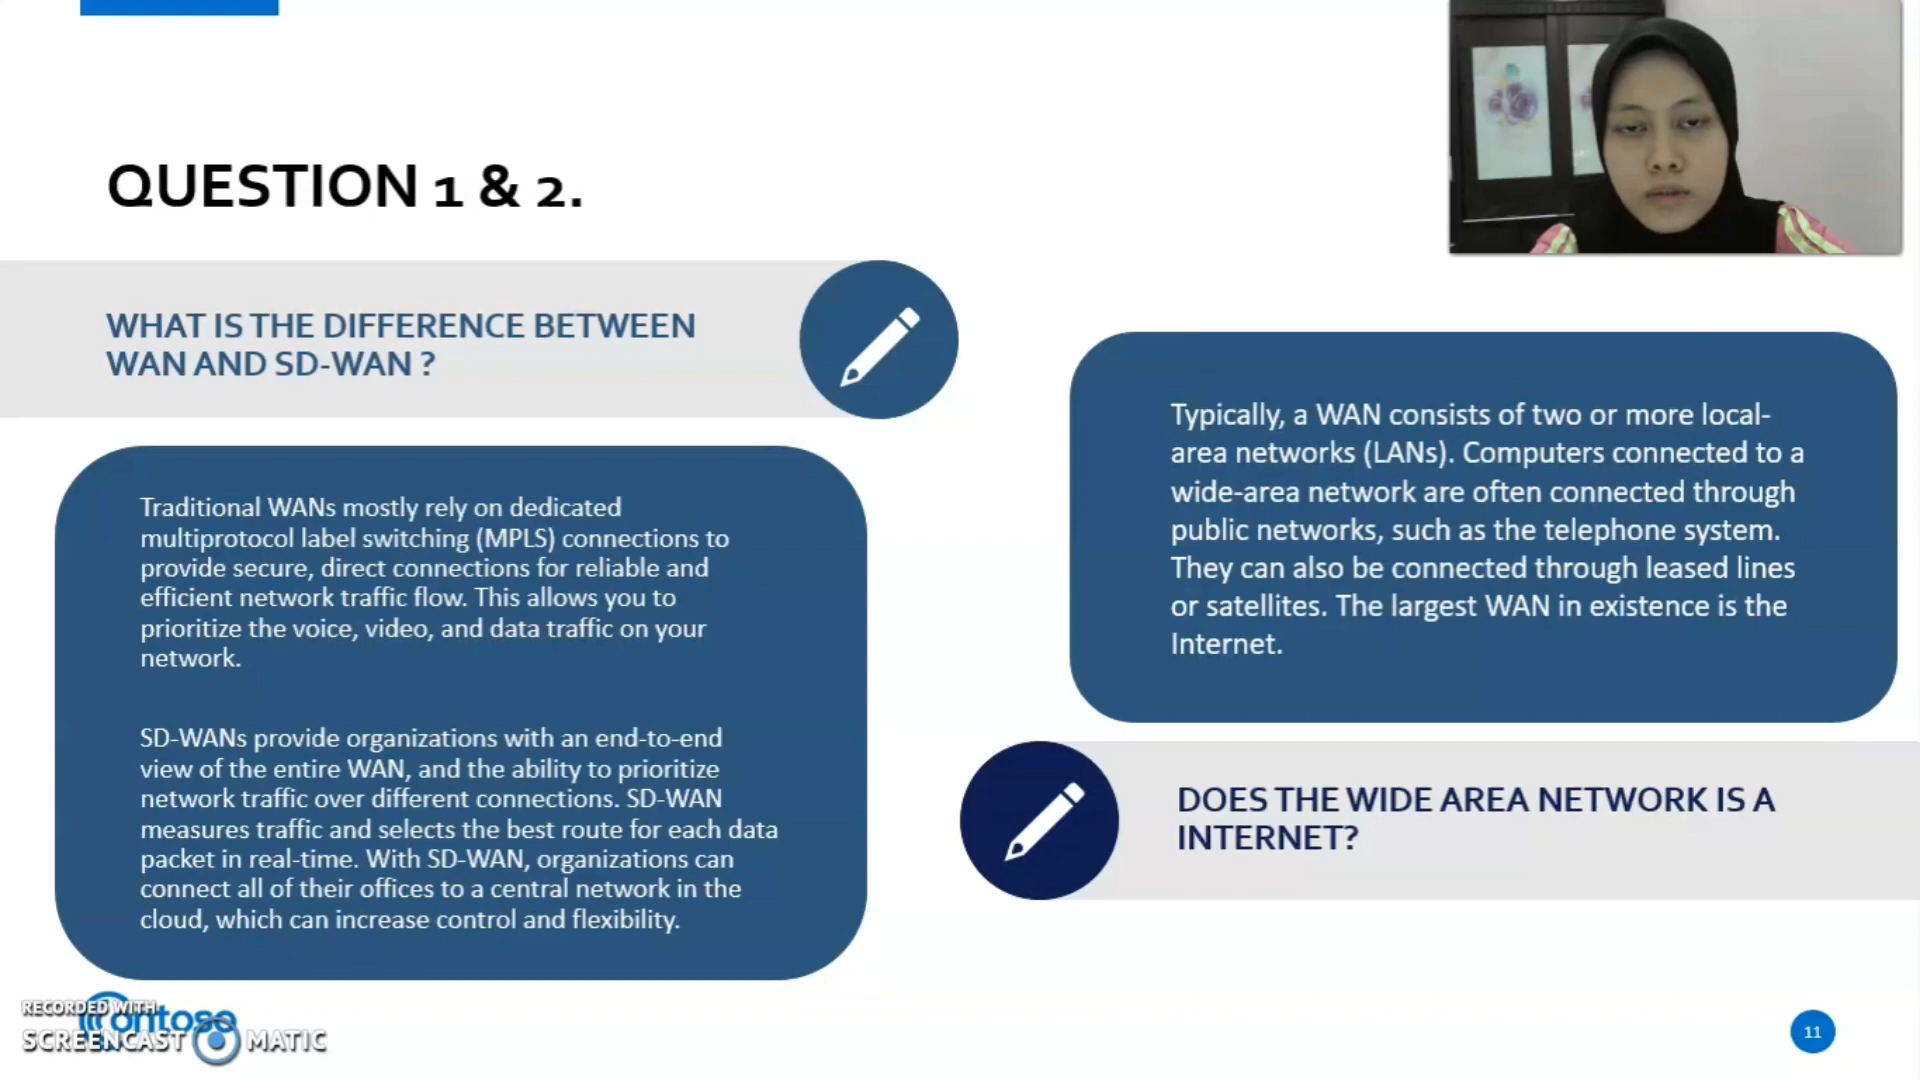 QUESTION 1 & 2.
WHAT IS THE DIFFERENCE BETWEEN
WAN AND SD-WAN ?
Traditional WANs mostly rely on dedicated
multiprotocol label switching (MPLS) connections to
provide secure, direct connections for reliable and
efficient network traffic flow. This allows you to
prioritize the voice, video, and data traffic on your
network.
SD-WANs provide organizations with an end-to-end
view of the entire WAN, and the ability to prioritize
network traffic over different connections. SD-WAN
measures traffic and selects the best route for each data
packet in real-time. With SD-WAN, organizations can
connect all of their offices to a central network in the
cloud, which can increase control and flexibility.
Typically, a WAN consists of two or more local-
area networks (LANs). Computers connected to a
wide-area network are often connected through
public networks, such as the telephone system.
They can also be connected through leased lines
or satellites. The largest WAN in existence is the
Internet.
DOES THE WIDE AREA NETWORK IS A
INTERNET?
RECORDED WITH
SCREENCAST MATIC
Contoso
11